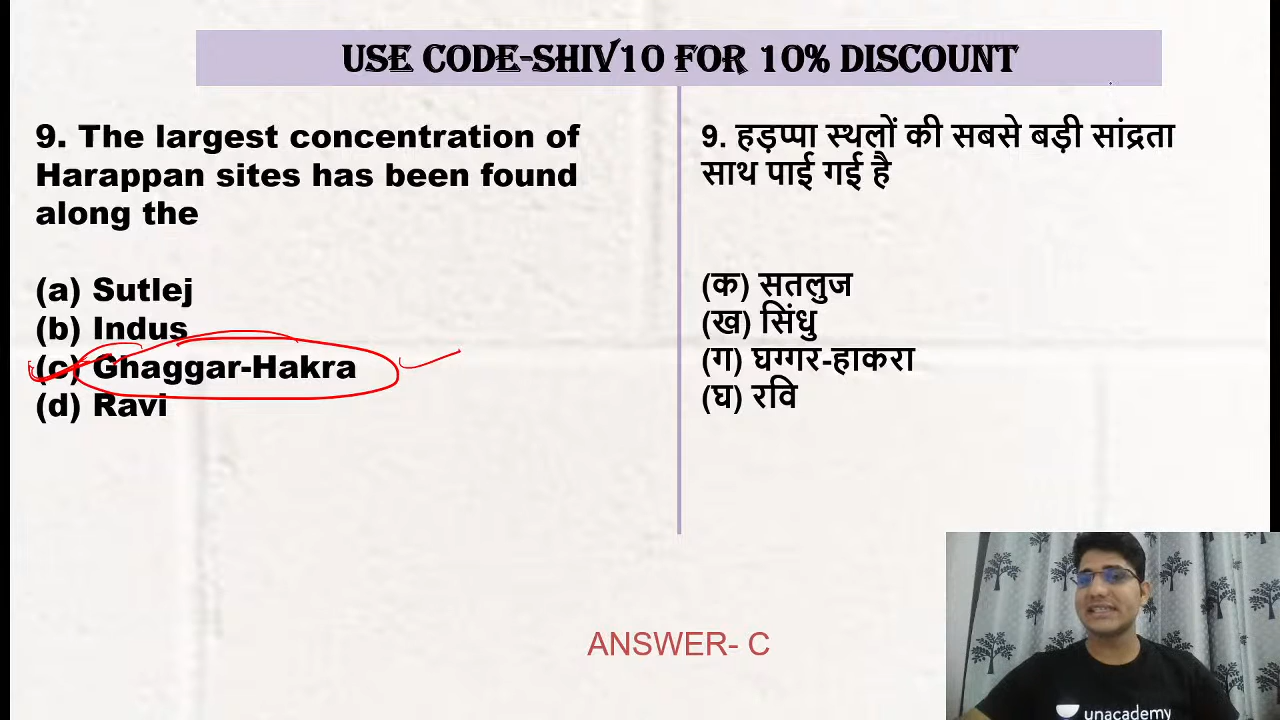 USE CODE-SHIV10 FOR 10% DISCOUNT
9. The largest concentration of
Harappan sites has been found
along the
(a) Sutlej
(b) Indus
(c) Ghaggar-Hakra
(d) Ravi
9. हड़प्पा स्थलों की सबसे बड़ी सांद्रता
साथ पाई गई है
(क) सतलुज
(ख) सिंधु
(ग) घग्गर-हाकरा
(घ) रवि
ANSWER- C
unacademy